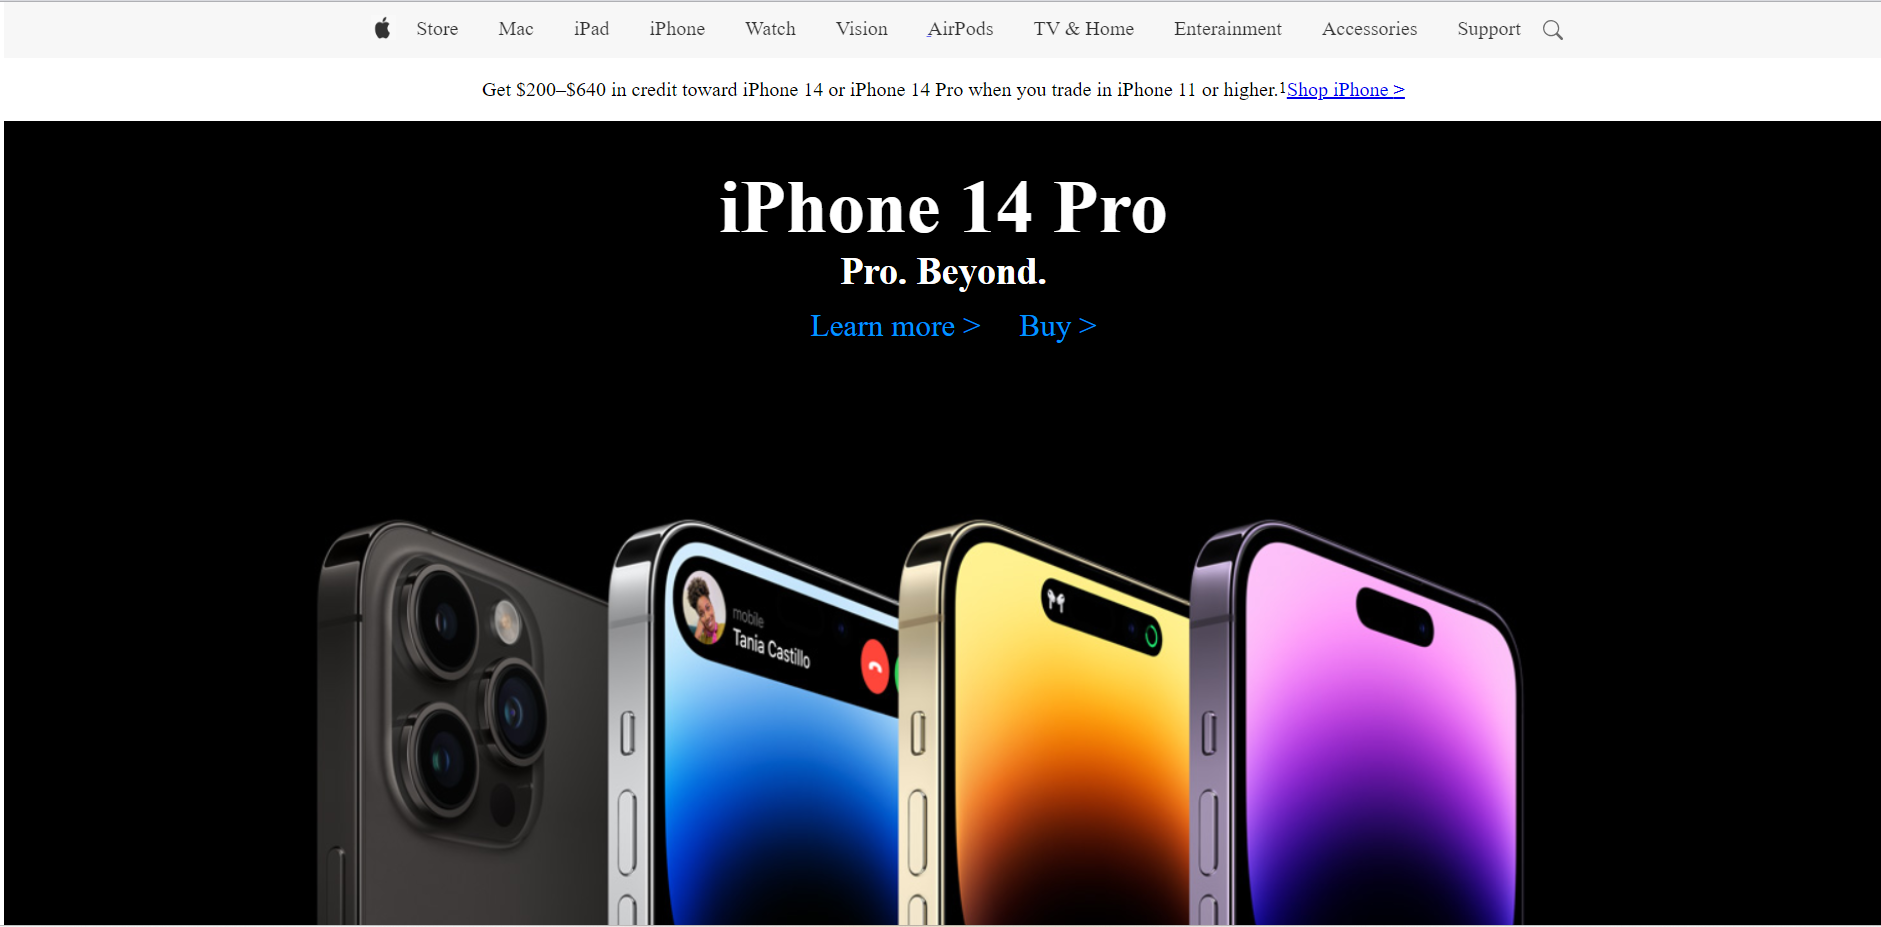 Store Mac iPad iPhone Watch Vision AirPods TV & Home Enterainment Accessories Support
Get $200–$640 in credit toward iPhone 14 or iPhone 14 Pro when you trade in iPhone 11 or higher.¹Shop iPhone >
iPhone 14 Pro
Pro. Beyond.
Learn more > Buy >
mobile
Tania Castillo